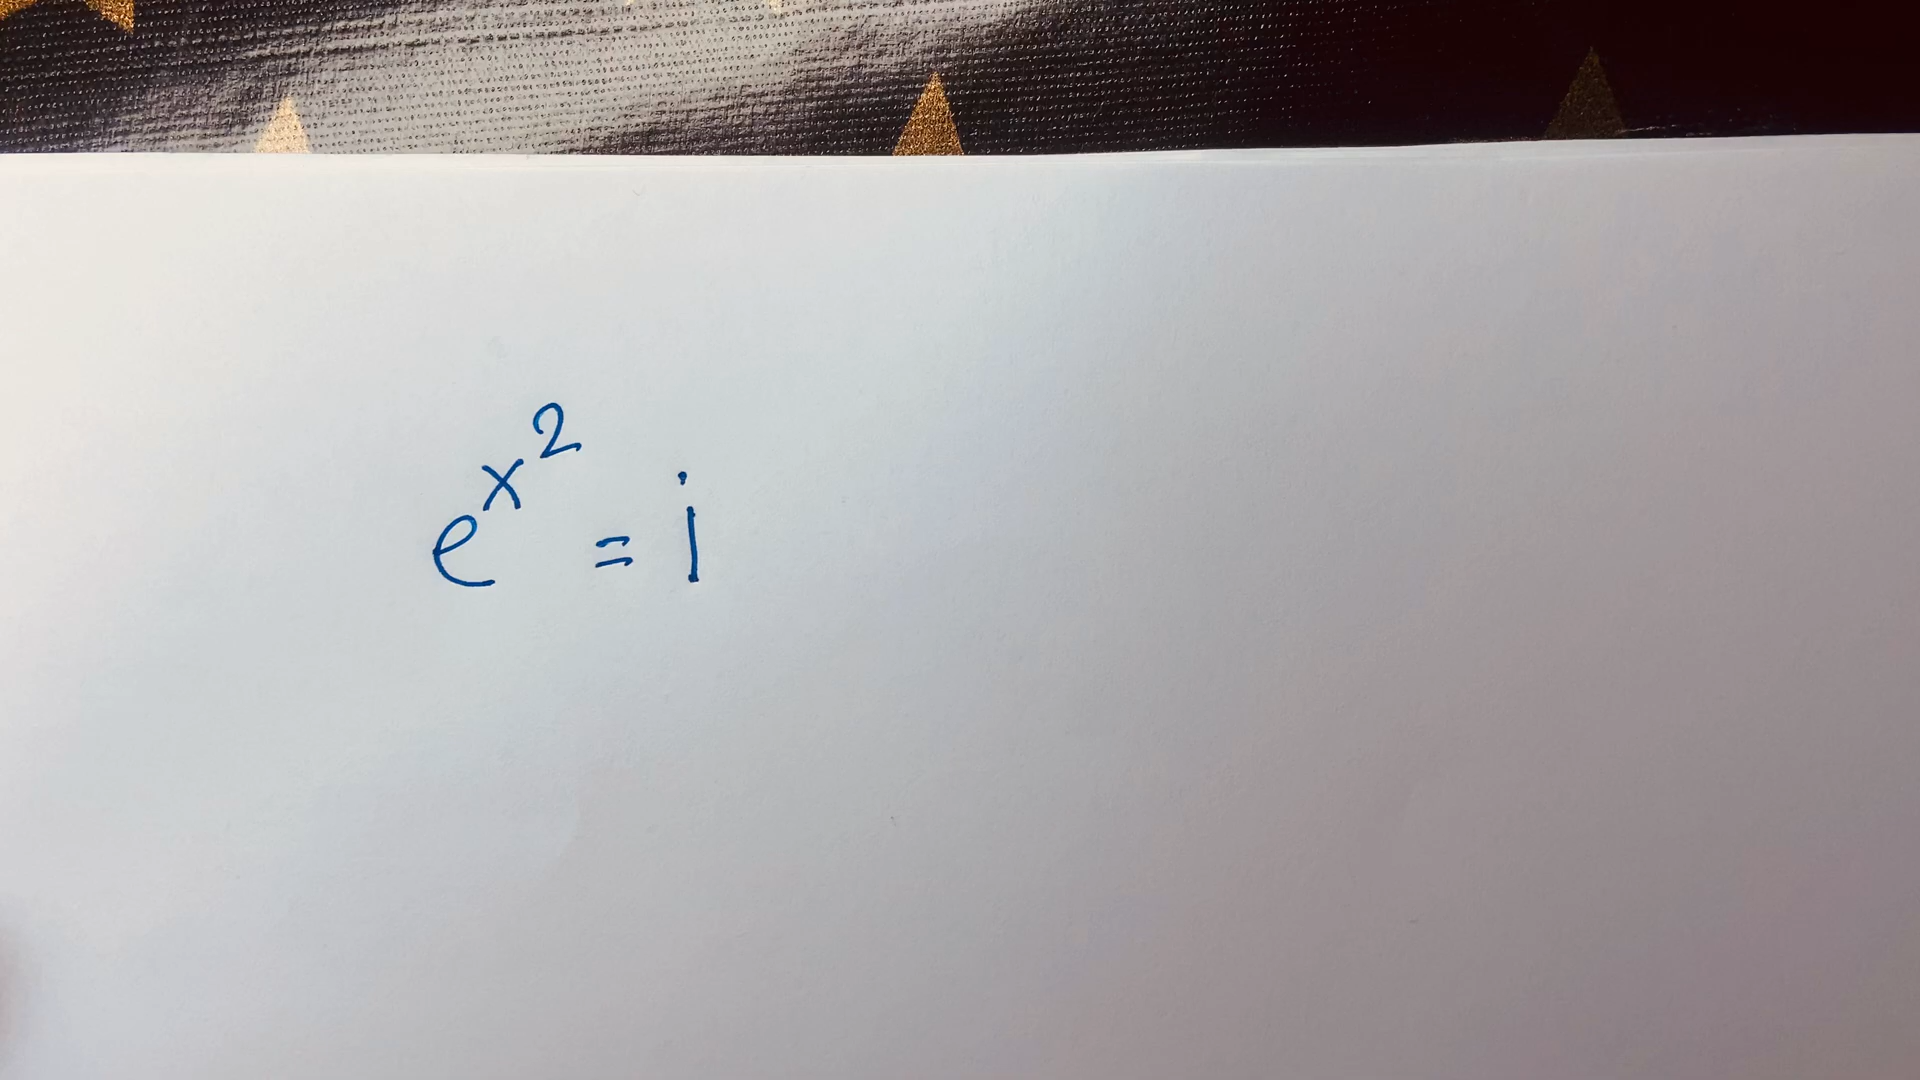 e^{x^2} = i